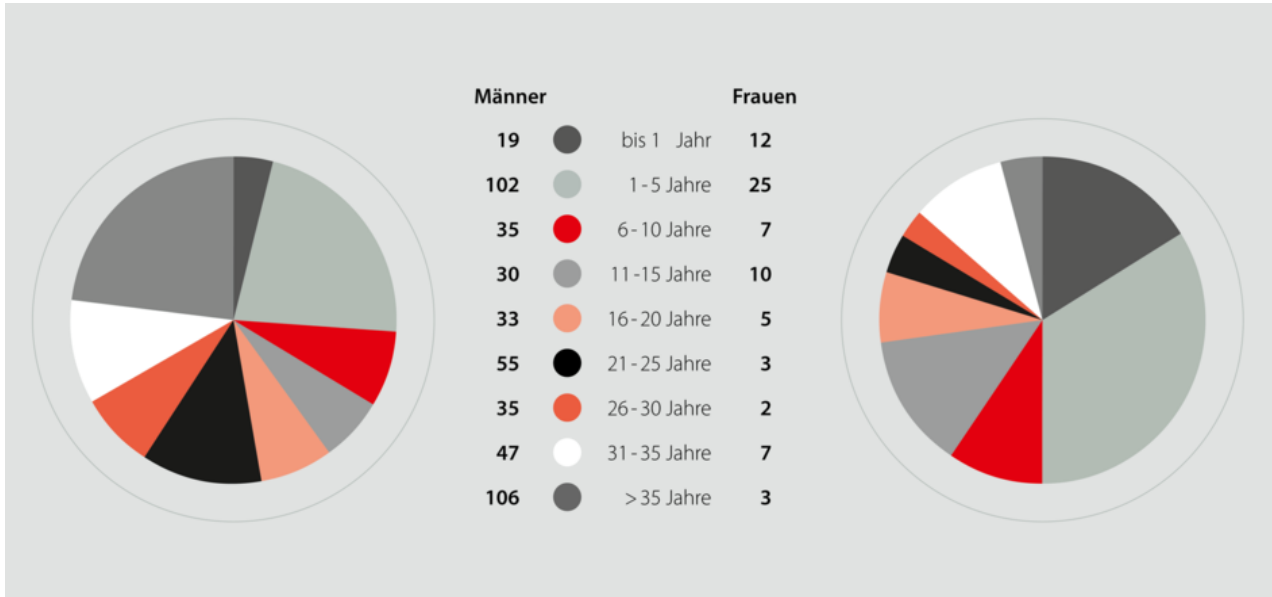 Männer Frauen
19 bis 1 Jahr 12
102 1-5 Jahre 25
35 6-10 Jahre 7
30 11-15 Jahre 10
33 16-20 Jahre 5
55 21-25 Jahre 3
35 26-30 Jahre 2
47 31-35 Jahre 7
106 >35 Jahre 3